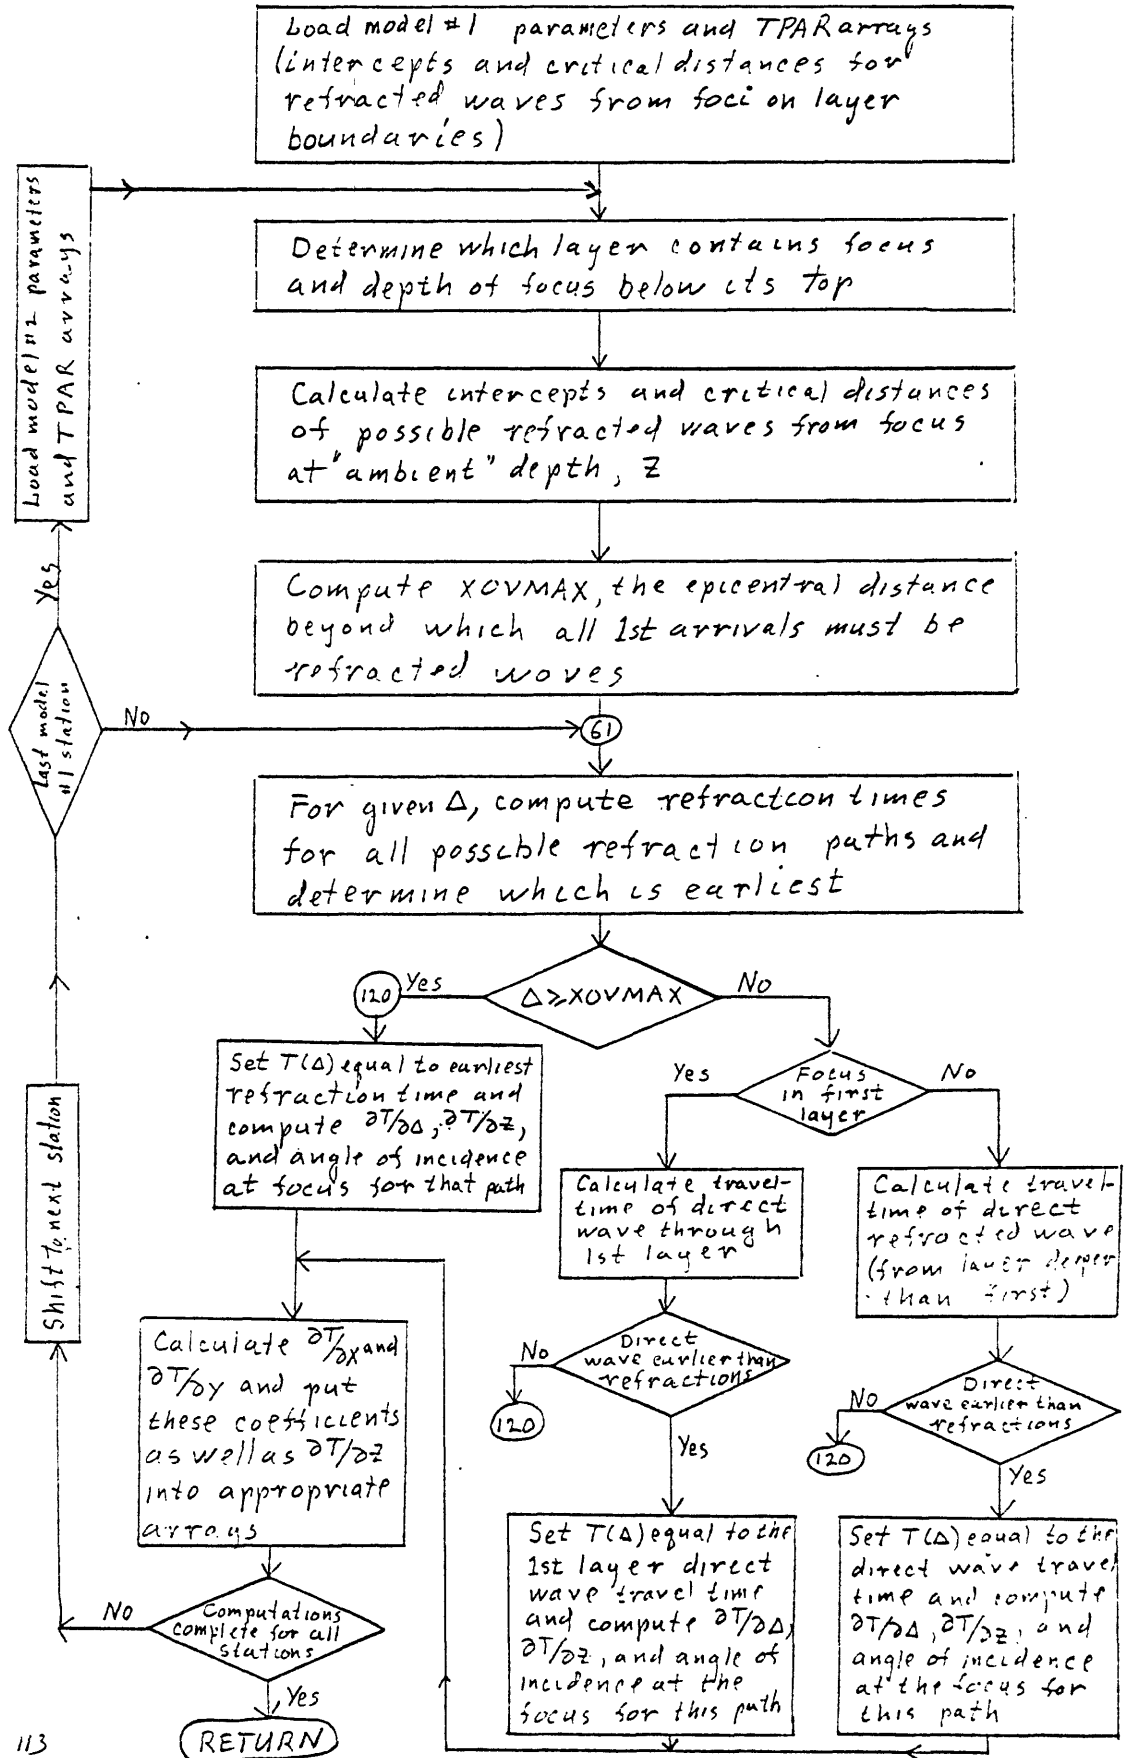 Load model #1 parameters and TPAR arrays
(intercepts and critical distances for
refracted waves from foci on layer
boundaries)
Load model #2 parameters
and TPAR arrays
Determine which layer contains focus
and depth of focus below its top
Calculate intercepts and critical distances
of possible refracted waves from focus
at "ambient" depth, Z
Yes
Compute XOVMAX, the epicentral distance
beyond which all 1st arrivals must be
refracted waves
Last model
#1 station
No
61
For given Δ, compute refraction times
for all possible refraction paths and
determine which is earliest
120
Yes
Δ≥XOVMAX
No
Set T(Δ) equal to earliest
refraction time and
compute ∂T/∂Δ, ∂T/∂z,
and angle of incidence
at focus for that path
Yes
Focus
in first
layer
No
Shift to next station
Calculate travel-
time of direct
wave through
1st layer
Calculate travel-
time of direct
refracted wave
(from layer deeper
than first)
Calculate ∂T/∂x and
∂T/∂y and put
these coefficients
as well as ∂T/∂z
into appropriate
arrays
No
Direct
wave earlier than
refractions
120
Yes
No
Direct
wave earlier than
refractions
120
Yes
Set T(Δ) equal to the
1st layer direct
wave travel time
and compute ∂T/∂Δ,
∂T/∂z, and angle of
incidence at the
focus for this path
Set T(Δ) equal to the
direct wave travel
time and compute
∂T/∂Δ, ∂T/∂z, and
angle of incidence
at the focus for
this path
No
Computations
complete for all
stations
Yes
RETURN
113